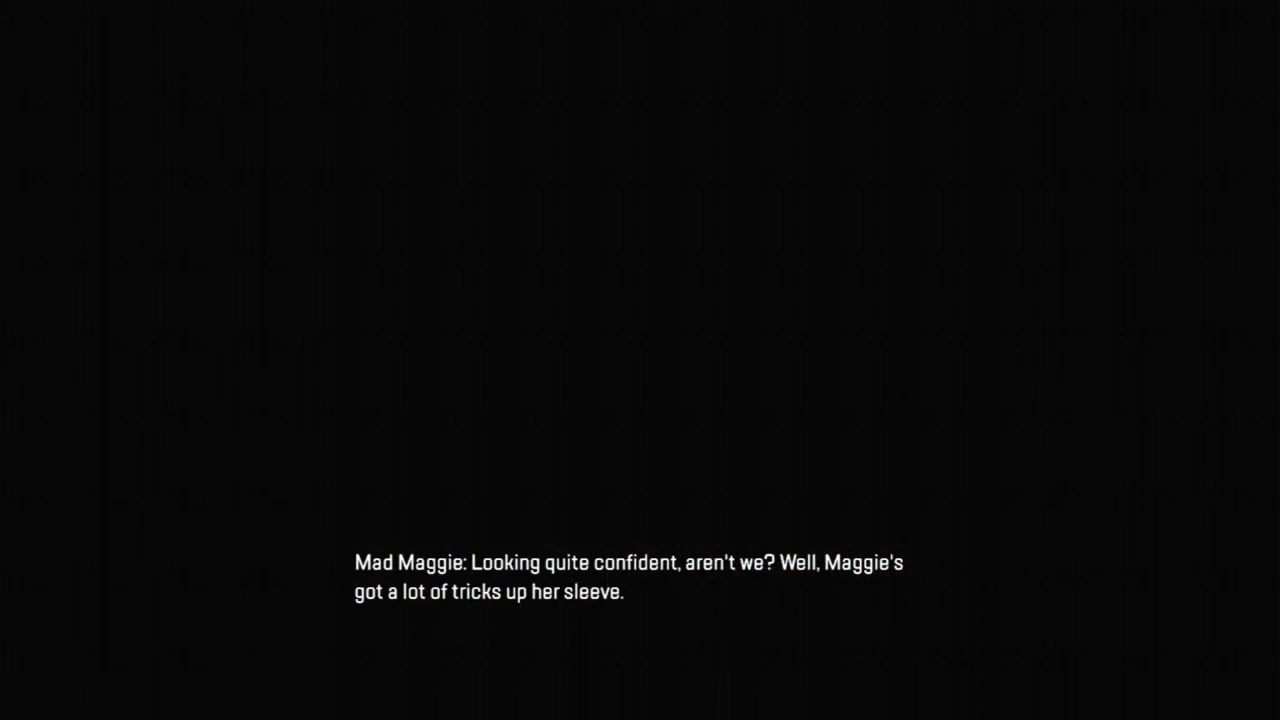 Mad Maggie: Looking quite confident, aren't we? Well, Maggie's
got a lot of tricks up her sleeve.